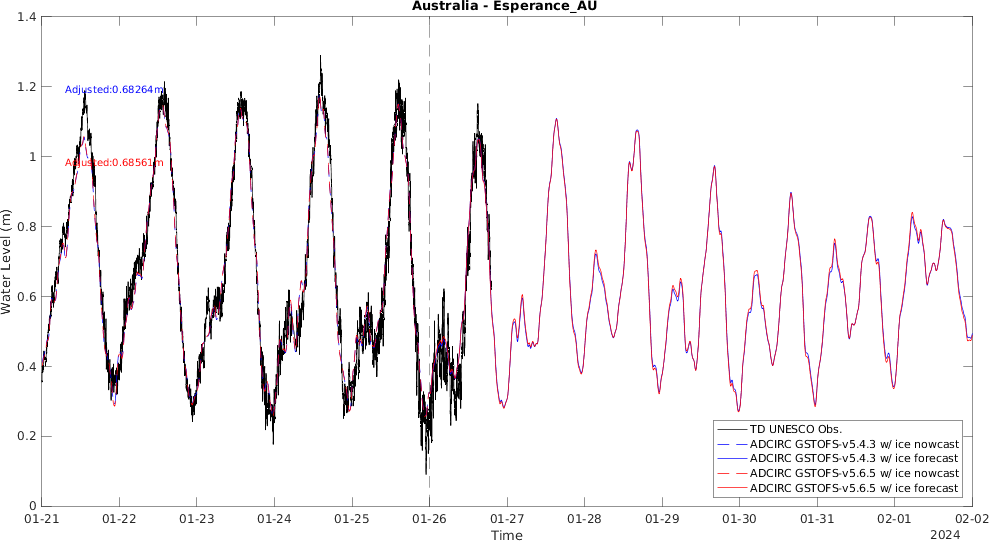 Australia - Esperance_AU
1.4
1.2
1
0.8
0.6
0.4
0.2
0
Water Level (m)
Adjusted:0.68264m
Adjusted:0.68561m
TD UNESCO Obs.
ADCIRC GSTOFS-v5.4.3 w/ ice nowcast
ADCIRC GSTOFS-v5.4.3 w/ ice forecast
ADCIRC GSTOFS-v5.6.5 w/ ice nowcast
ADCIRC GSTOFS-v5.6.5 w/ ice forecast
01-21 01-22 01-23 01-24 01-25 01-26 01-27 01-28 01-29 01-30 01-31 02-01 02-02
Time
2024